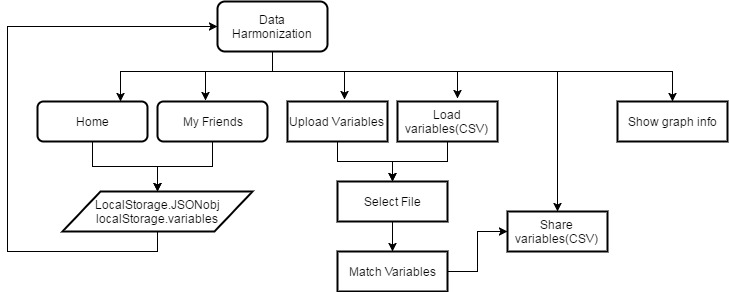 Data
Harmonization
Home
My Friends
Upload Variables
Load
variables(CSV)
Show graph info
LocalStorage.JSONobj
localStorage.variables
Select File
Share
variables(CSV)
Match Variables